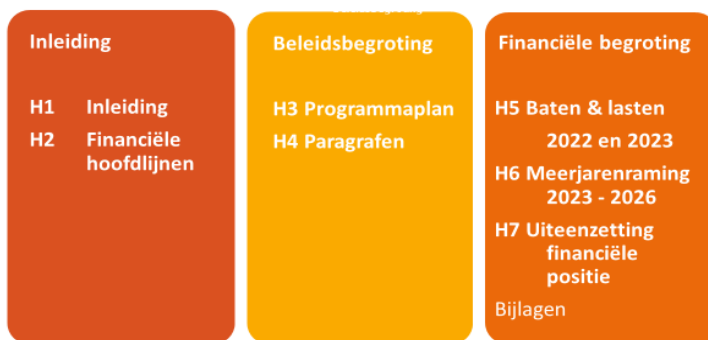 Inleiding
H1 Inleiding
H2 Financiële
hoofdlijnen
Beleidsbegroting
H3 Programmaplan
H4 Paragrafen
Financiële begroting
H5 Baten & lasten
2022 en 2023
H6 Meerjarenraming
2023 - 2026
H7 Uiteenzetting
financiële
positie
Bijlagen